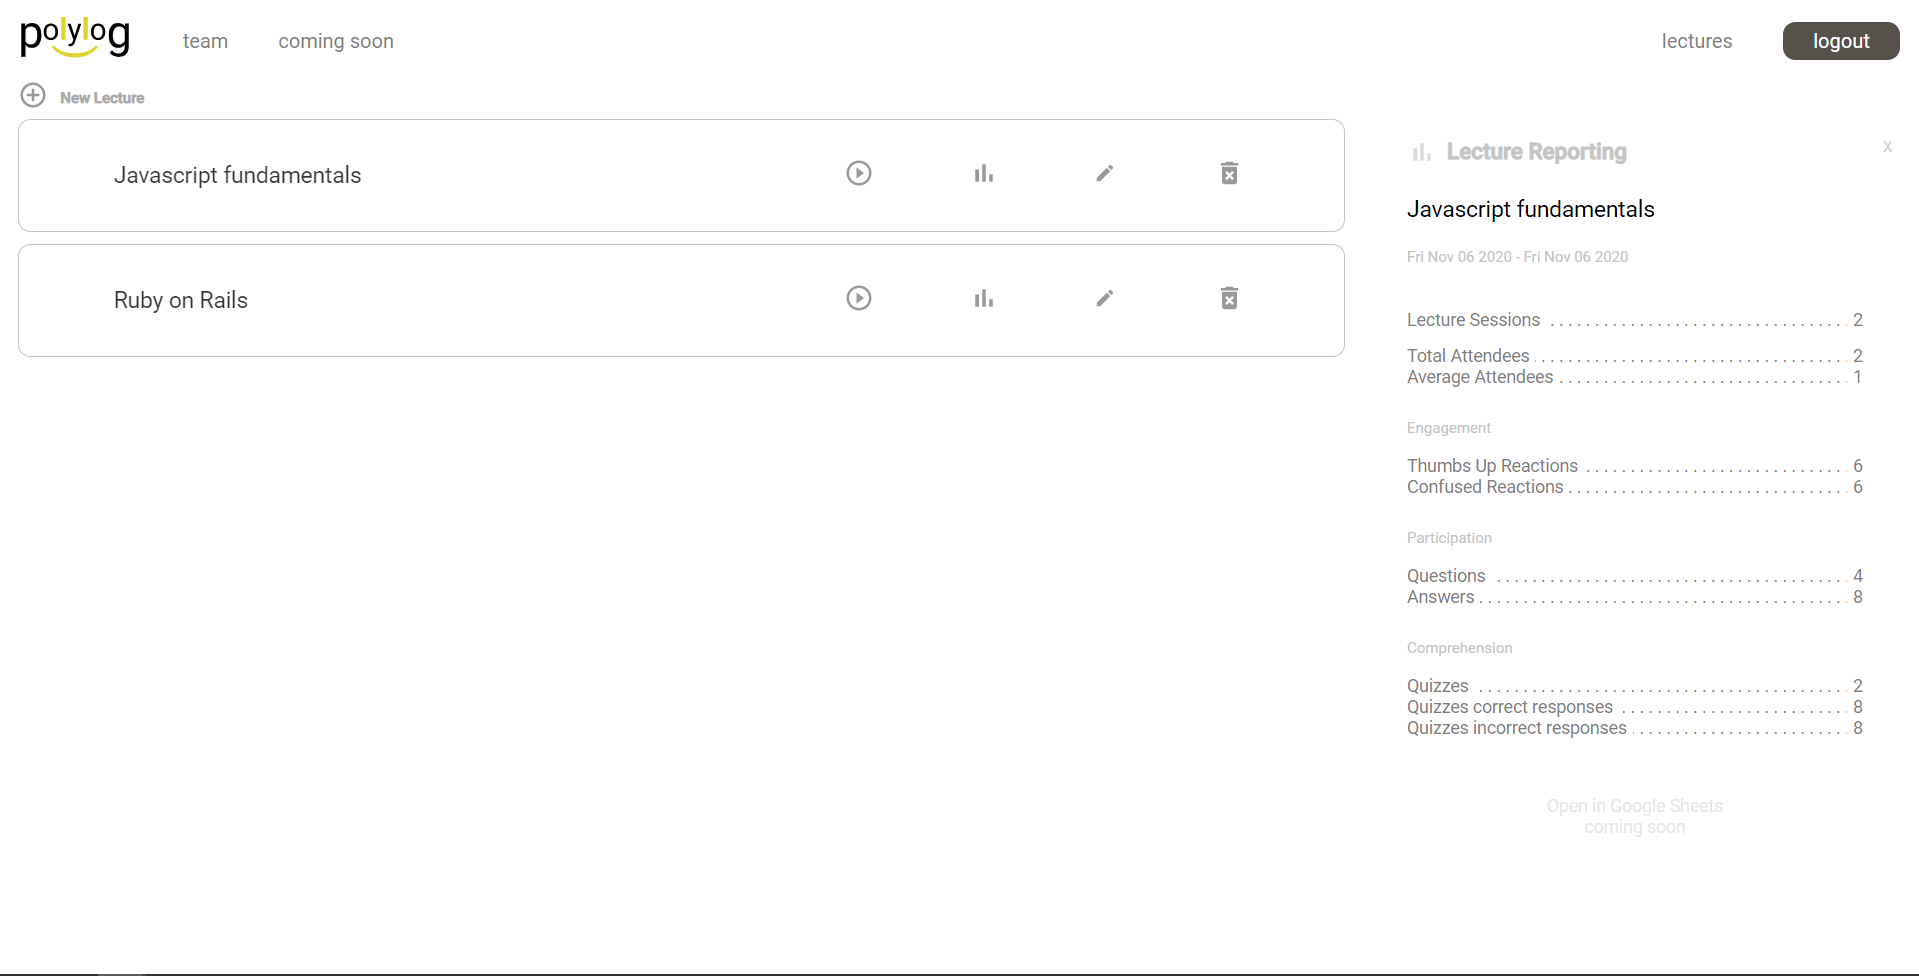 polylog
team
coming soon
lectures
logout
New Lecture
Javascript fundamentals
Ruby on Rails
Lecture Reporting
x
Javascript fundamentals
Fri Nov 06 2020 - Fri Nov 06 2020
Lecture Sessions 2
Total Attendees 2
Average Attendees 1
Engagement
Thumbs Up Reactions 6
Confused Reactions 6
Participation
Questions 4
Answers 8
Comprehension
Quizzes 2
Quizzes correct responses 8
Quizzes incorrect responses 8
Open in Google Sheets
coming soon